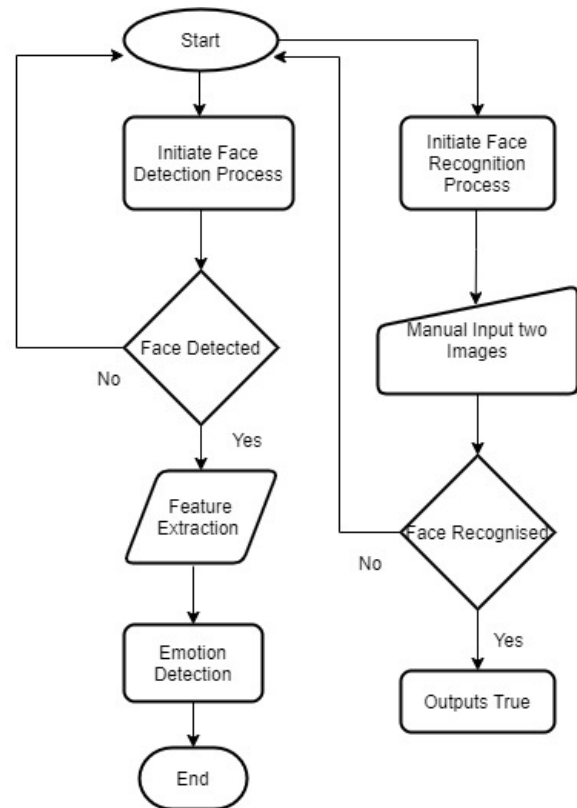 Start
Initiate Face
Detection Process
Initiate Face
Recognition
Process
Manual Input two
Images
Face Detected
No
Yes
Feature
Extraction
Face Recognised
No
Yes
Emotion
Detection
Outputs True
End